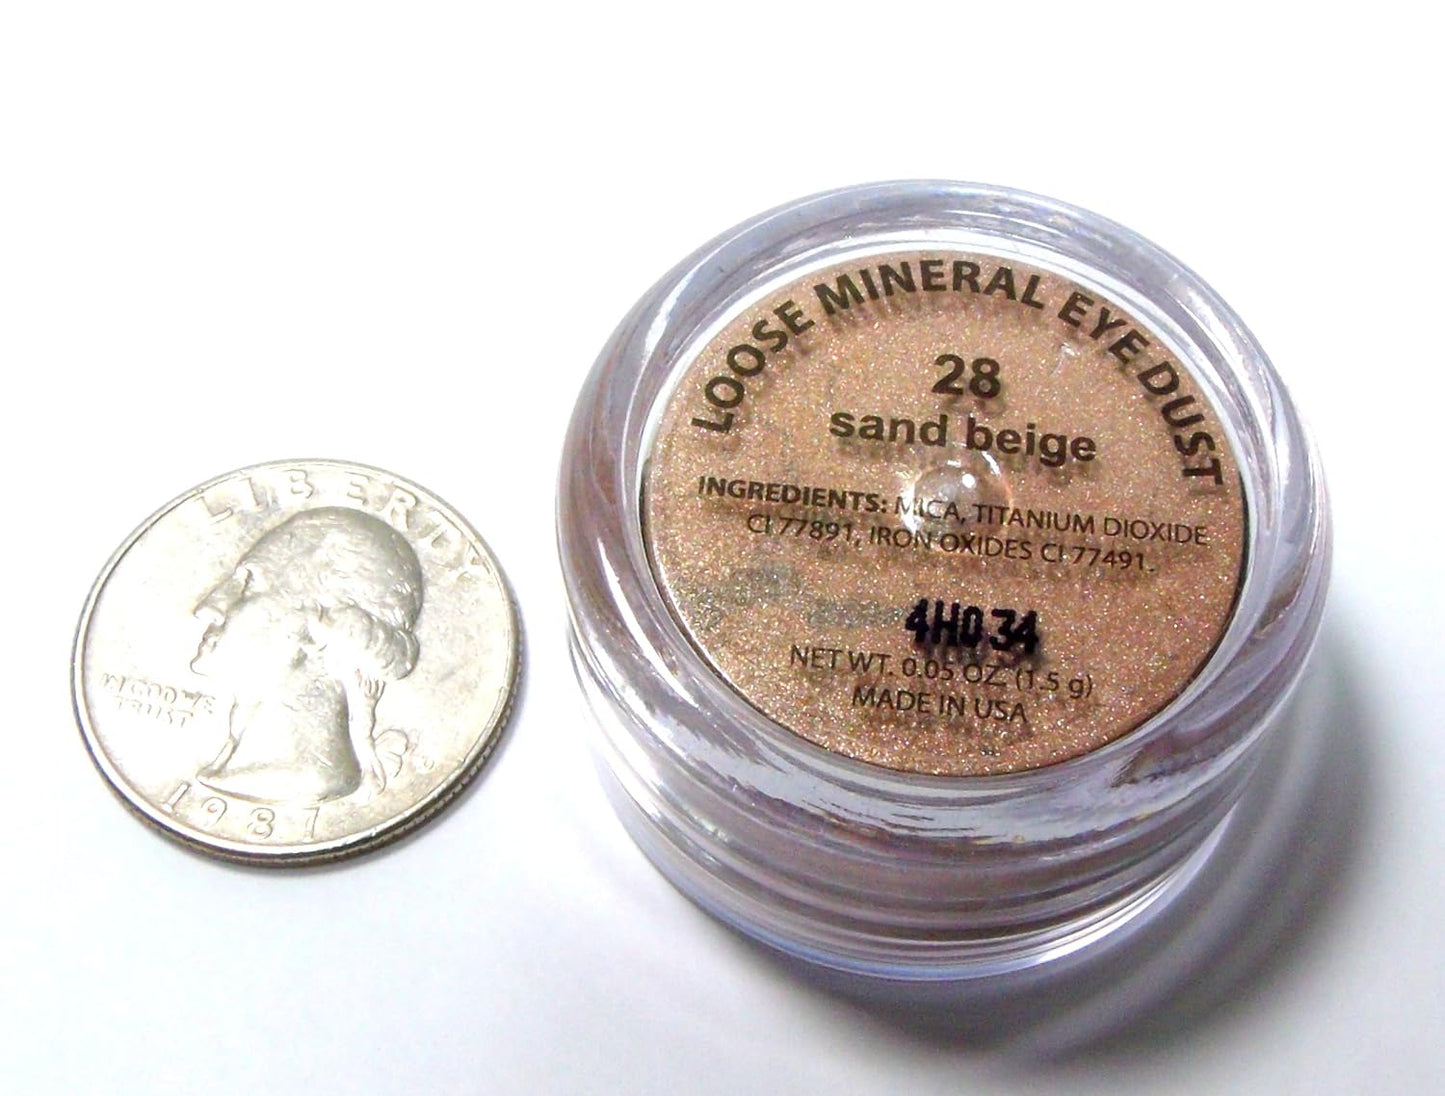 LIBERTY
IN GOD WE
TRUST
1987
LOOSE MINERAL EYE DUST
28
sand beige
INGREDIENTS: MICA, TITANIUM DIOXIDE
CI 77891, IRON OXIDES CI 77491.
4H034
NET WT. 0.05 OZ. (1.5 g)
MADE IN USA